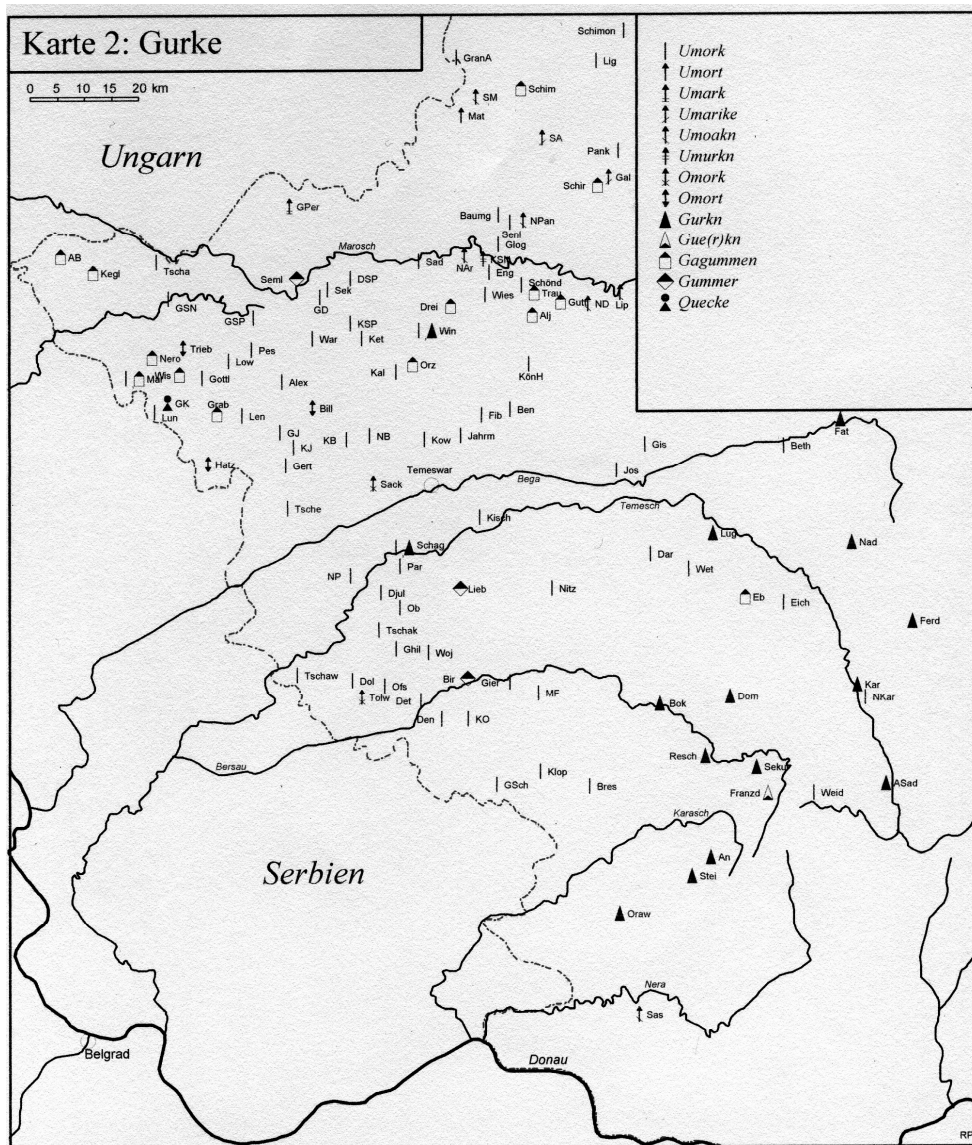 Karte 2: Gurke
0 5 10 20 km
Umork
Umort
Umark
Umarike
Umoakn
Umurkn
Omork
Omort
Gurkn
Gue(r)kn
Gagummen
Gummer
Quecke
Schimon
GranA
Lig
Schim
SM
Mat
SA
Ungarn
Pank
Schir
Gal
GPer
Baumg
NPan
Glog
Marosch
AB
Kegl
Tscha
Seml
DSP
Sad
NAr
KSN
Eng
Sek
Schönd
GSN
GD
Wies
Trau
Drei
Gutt
ND
Lip
GSP
Alj
KSP
Win
War
Ket
Nero
Trieb
Pes
Low
Orz
Mar
Wis
Gottl
Alex
Kal
KönH
GK
Grab
Bill
Lun
Len
Fib
Ben
Fat
GJ
KB
NB
Kow
Jahrm
Gis
Beth
KJ
Hatz
Gert
Temeswar
Jos
Sack
Bega
Tsche
Kisch
Temesch
Schag
Lug
Nad
Par
Dar
NP
Wet
Djul
Lieb
Nitz
Eb
Eich
Ob
Ferd
Tschak
Ghil
Woj
Tschaw
Dol
Ofs
Bir
Gier
Kar
Tolw
Det
MF
Dom
NKar
Bok
Den
KO
Resch
Bersau
Klop
Seku
GSch
Bres
Franzd
Weid
ASad
Karasch
An
Serbien
Stei
Oraw
Nera
Sas
Belgrad
Donau
RP